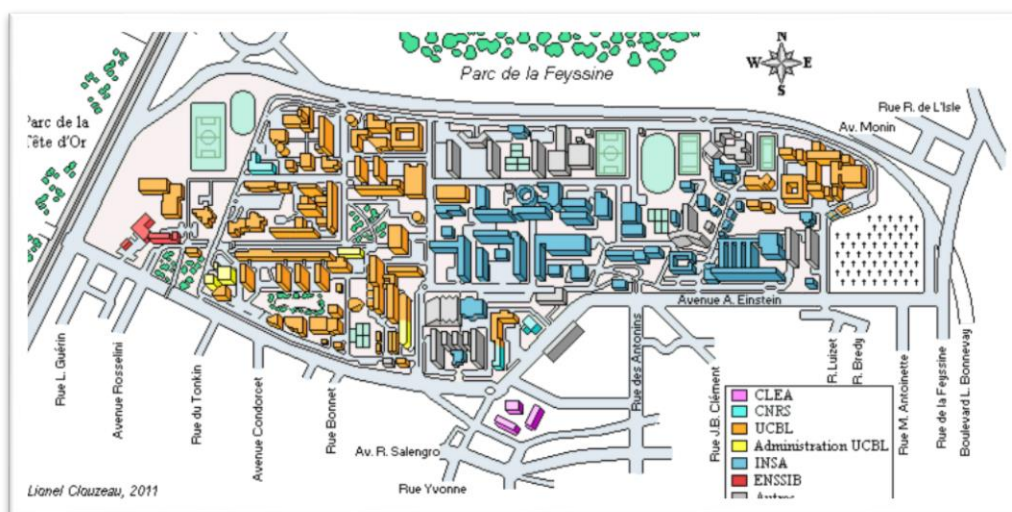 N
W E
S
Parc de la Feyssine
Rue R. de L'Isle
Av. Monin
Parc de la
Tête d'Or
Avenue A. Einstein
Rue L. Guérin
Avenue Rosselini
Rue du Tonkin
Avenue Condorcet
Rue Bonnet
Av. R. Salengro
Rue Yvonne
Rue des Antonins
Rue J.B. Clément
R. Luizet
R. Bredy
Rue M. Antoinette
Rue de la Feyssine
Boulevard L. Bonnevay
CLEA
CNRS
UCBL
Administration UCBL
INSA
ENSSIB
Autres
Lionel Clouzeau, 2011